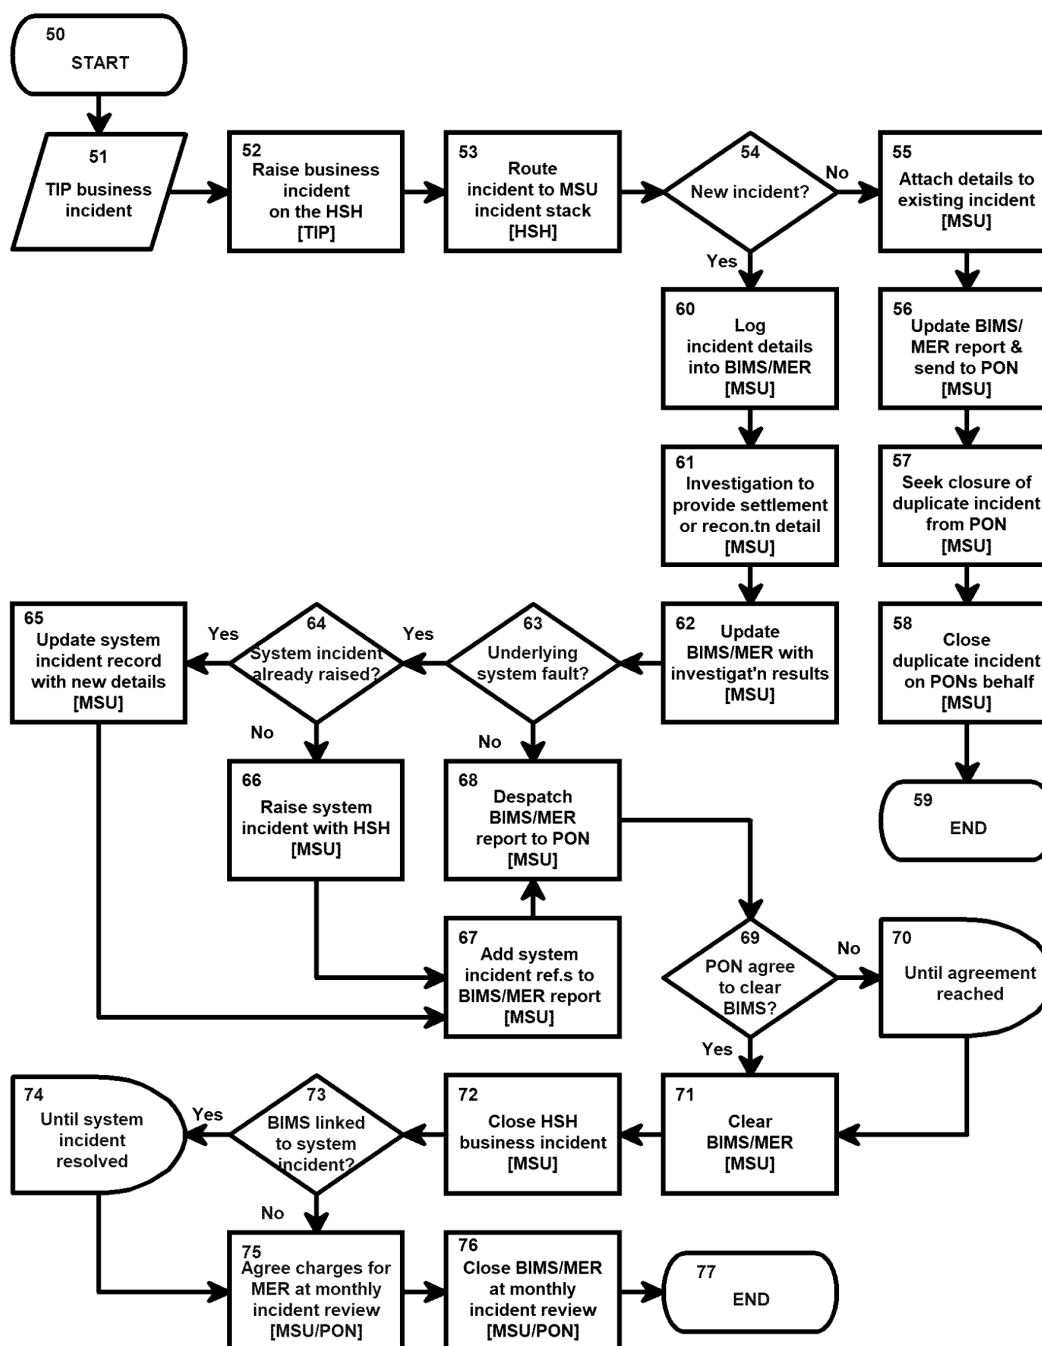 50
START
51
TIP business
incident
52
Raise business
incident
on the HSH
[TIP]
53
Route
incident to MSU
incident stack
[HSH]
54
New incident?
No
Yes
55
Attach details to
existing incident
[MSU]
60
Log
incident details
into BIMS/MER
[MSU]
56
Update BIMS/
MER report &
send to PON
[MSU]
61
Investigation to
provide settlement
or recon.tn detail
[MSU]
57
Seek closure of
duplicate incident
from PON
[MSU]
65
Update system
incident record
with new details
[MSU]
Yes
64
System incident
already raised?
No
Yes
63
Underlying
system fault?
No
62
Update
BIMS/MER with
investigat'n results
[MSU]
58
Close
duplicate incident
on PONs behalf
[MSU]
66
Raise system
incident with HSH
[MSU]
68
Despatch
BIMS/MER
report to PON
[MSU]
59
END
67
Add system
incident ref.s to
BIMS/MER report
[MSU]
69
PON agree
to clear
BIMS?
No
Yes
70
Until agreement
reached
74
Until system
incident
resolved
Yes
73
BIMS linked
to system
incident?
No
72
Close HSH
business incident
[MSU]
71
Clear
BIMS/MER
[MSU]
75
Agree charges for
MER at monthly
incident review
[MSU/PON]
76
Close BIMS/MER
at monthly
incident review
[MSU/PON]
77
END